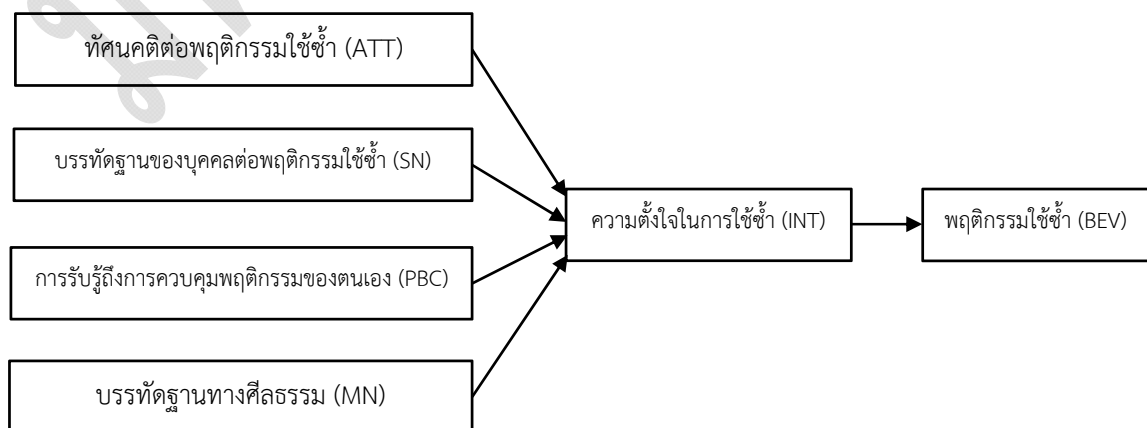 ทัศนคติต่อพฤติกรรมใช้ซ้ำ (ATT)
บรรทัดฐานของบุคคลต่อพฤติกรรมใช้ซ้ำ (SN)
การรับรู้ถึงการควบคุมพฤติกรรมของตนเอง (PBC)
บรรทัดฐานทางศีลธรรม (MN)
ความตั้งใจในการใช้ซ้ำ (INT)
พฤติกรรมใช้ซ้ำ (BEV)